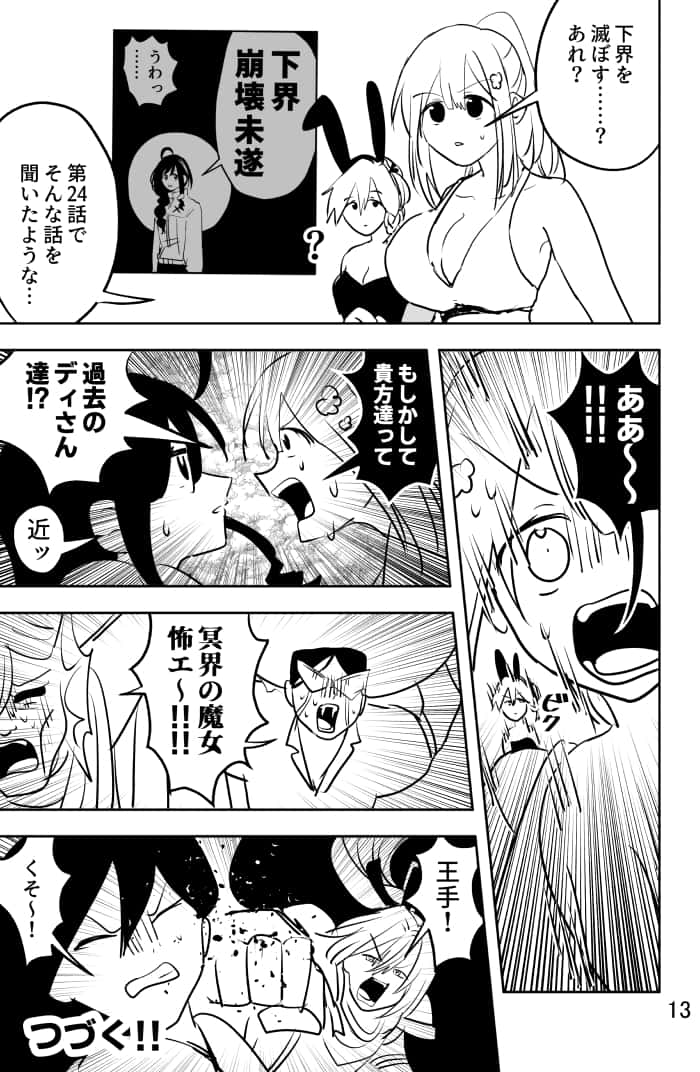 下界を
滅ぼす……？
あれ？
下界
崩壊未遂
うわっ
……
？
第24話で
そんな話を
聞いたような…
ああ〜
!!!
ビク
もしかして
貴方達って
過去の
ディさん
達!?
近ッ
冥界の魔女
怖エ〜!!!
王手！
くそ〜！
つづく!!
13